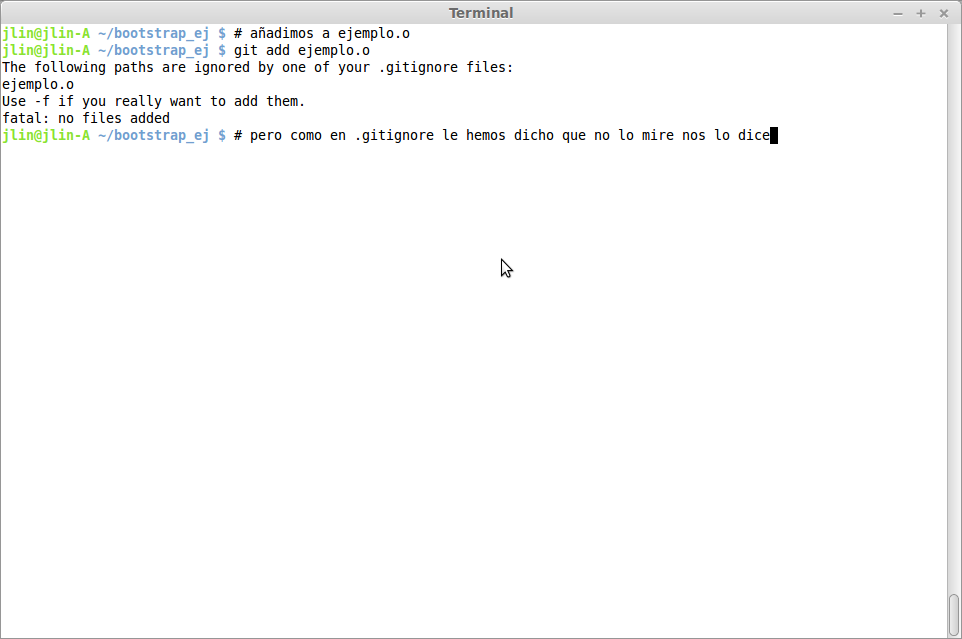 Terminal
jlin@jlin-A ~/bootstrap_ej $ # añadimos a ejemplo.o
jlin@jlin-A ~/bootstrap_ej $ git add ejemplo.o
The following paths are ignored by one of your .gitignore files:
ejemplo.o
Use -f if you really want to add them.
fatal: no files added
jlin@jlin-A ~/bootstrap_ej $ # pero como en .gitignore le hemos dicho que no lo mire nos lo dice